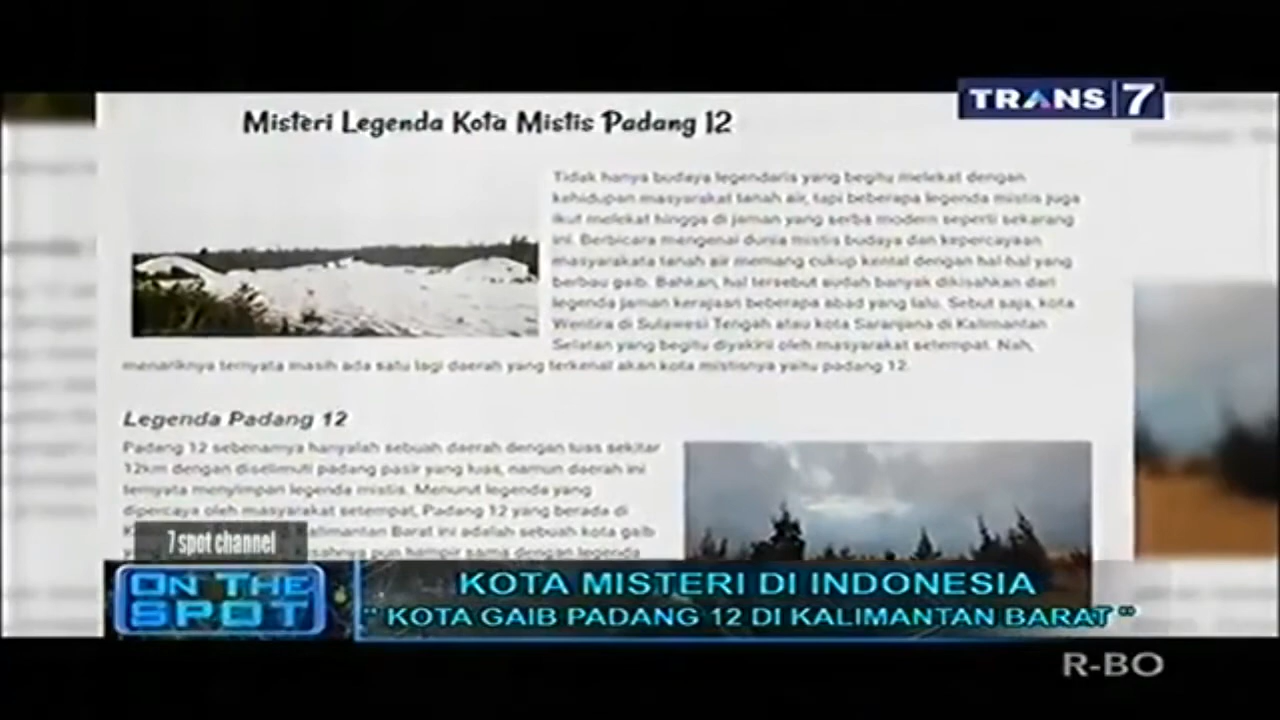 TRANS|7
Misteri Legenda Kota Mistis Padang 12
Tidak hanya budaya legendaris yang begitu melekat dengan
kehidupan masyarakat tanah air, tapi beberapa legenda mistis juga
ikut melekat hingga di jaman yang serba modern seperti sekarang
ini. Berbicara mengenai dunia mistis budaya dan kepercayaan
masyarakata tanah air memang cukup kental dengan hal-hal yang
berbau gaib. Bahkan, hal tersebut sudah banyak dikisahkan dari
legenda jaman kerajaan beberapa abad yang lalu. Sebut saja, kota
Wentira di Sulawesi Tengah atau kota Saranjana di Kalimantan
Selatan yang begitu diyakini oleh masyarakat setempat. Nah,
menariknya ternyata masih ada satu lagi daerah yang terkenal akan kota mistisnya yaitu padang 12.
Legenda Padang 12
Padang 12 sebenarnya hanyalah sebuah daerah dengan luas sekitar
12km dengan diselimuti padang pasir yang luas, namun daerah ini
ternyata menyimpan legenda mistis. Menurut legenda yang
dipercaya oleh masyarakat setempat, Padang 12 yang berada di
Kalimantan Barat ini adalah sebuah kota gaib
pun hampir sama dengan legenda
7 spot channel
ON THE
SPOT
KOTA MISTERI DI INDONESIA
" KOTA GAIB PADANG 12 DI KALIMANTAN BARAT "
R-BO